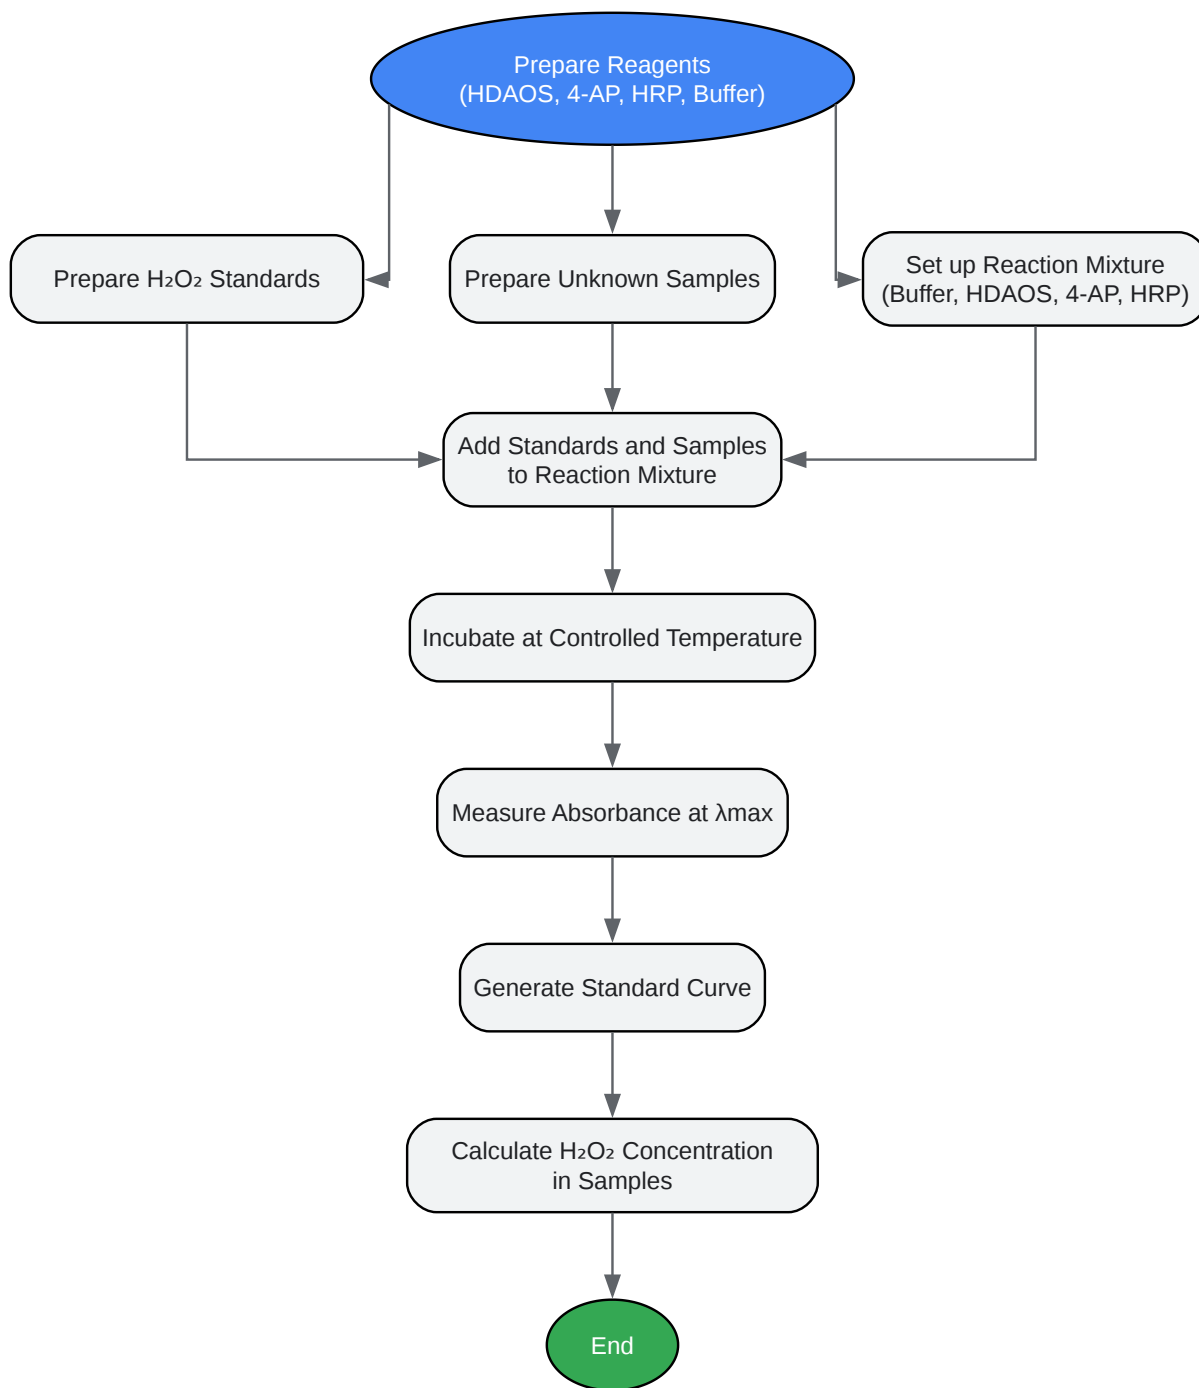 Prepare Reagents
(HDAOS, 4-AP, HRP, Buffer)
Prepare H₂O₂ Standards
Prepare Unknown Samples
Set up Reaction Mixture
(Buffer, HDAOS, 4-AP, HRP)
Add Standards and Samples
to Reaction Mixture
Incubate at Controlled Temperature
Measure Absorbance at λmax
Generate Standard Curve
Calculate H₂O₂ Concentration
in Samples
End